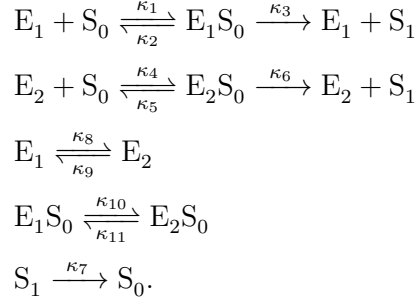 E₁ + S₀ ⇌[κ₁][κ₂] E₁S₀ →[κ₃] E₁ + S₁
E₂ + S₀ ⇌[κ₄][κ₅] E₂S₀ →[κ₆] E₂ + S₁
E₁ ⇌[κ₈][κ₉] E₂
E₁S₀ ⇌[κ₁₀][κ₁₁] E₂S₀
S₁ →[κ₇] S₀.